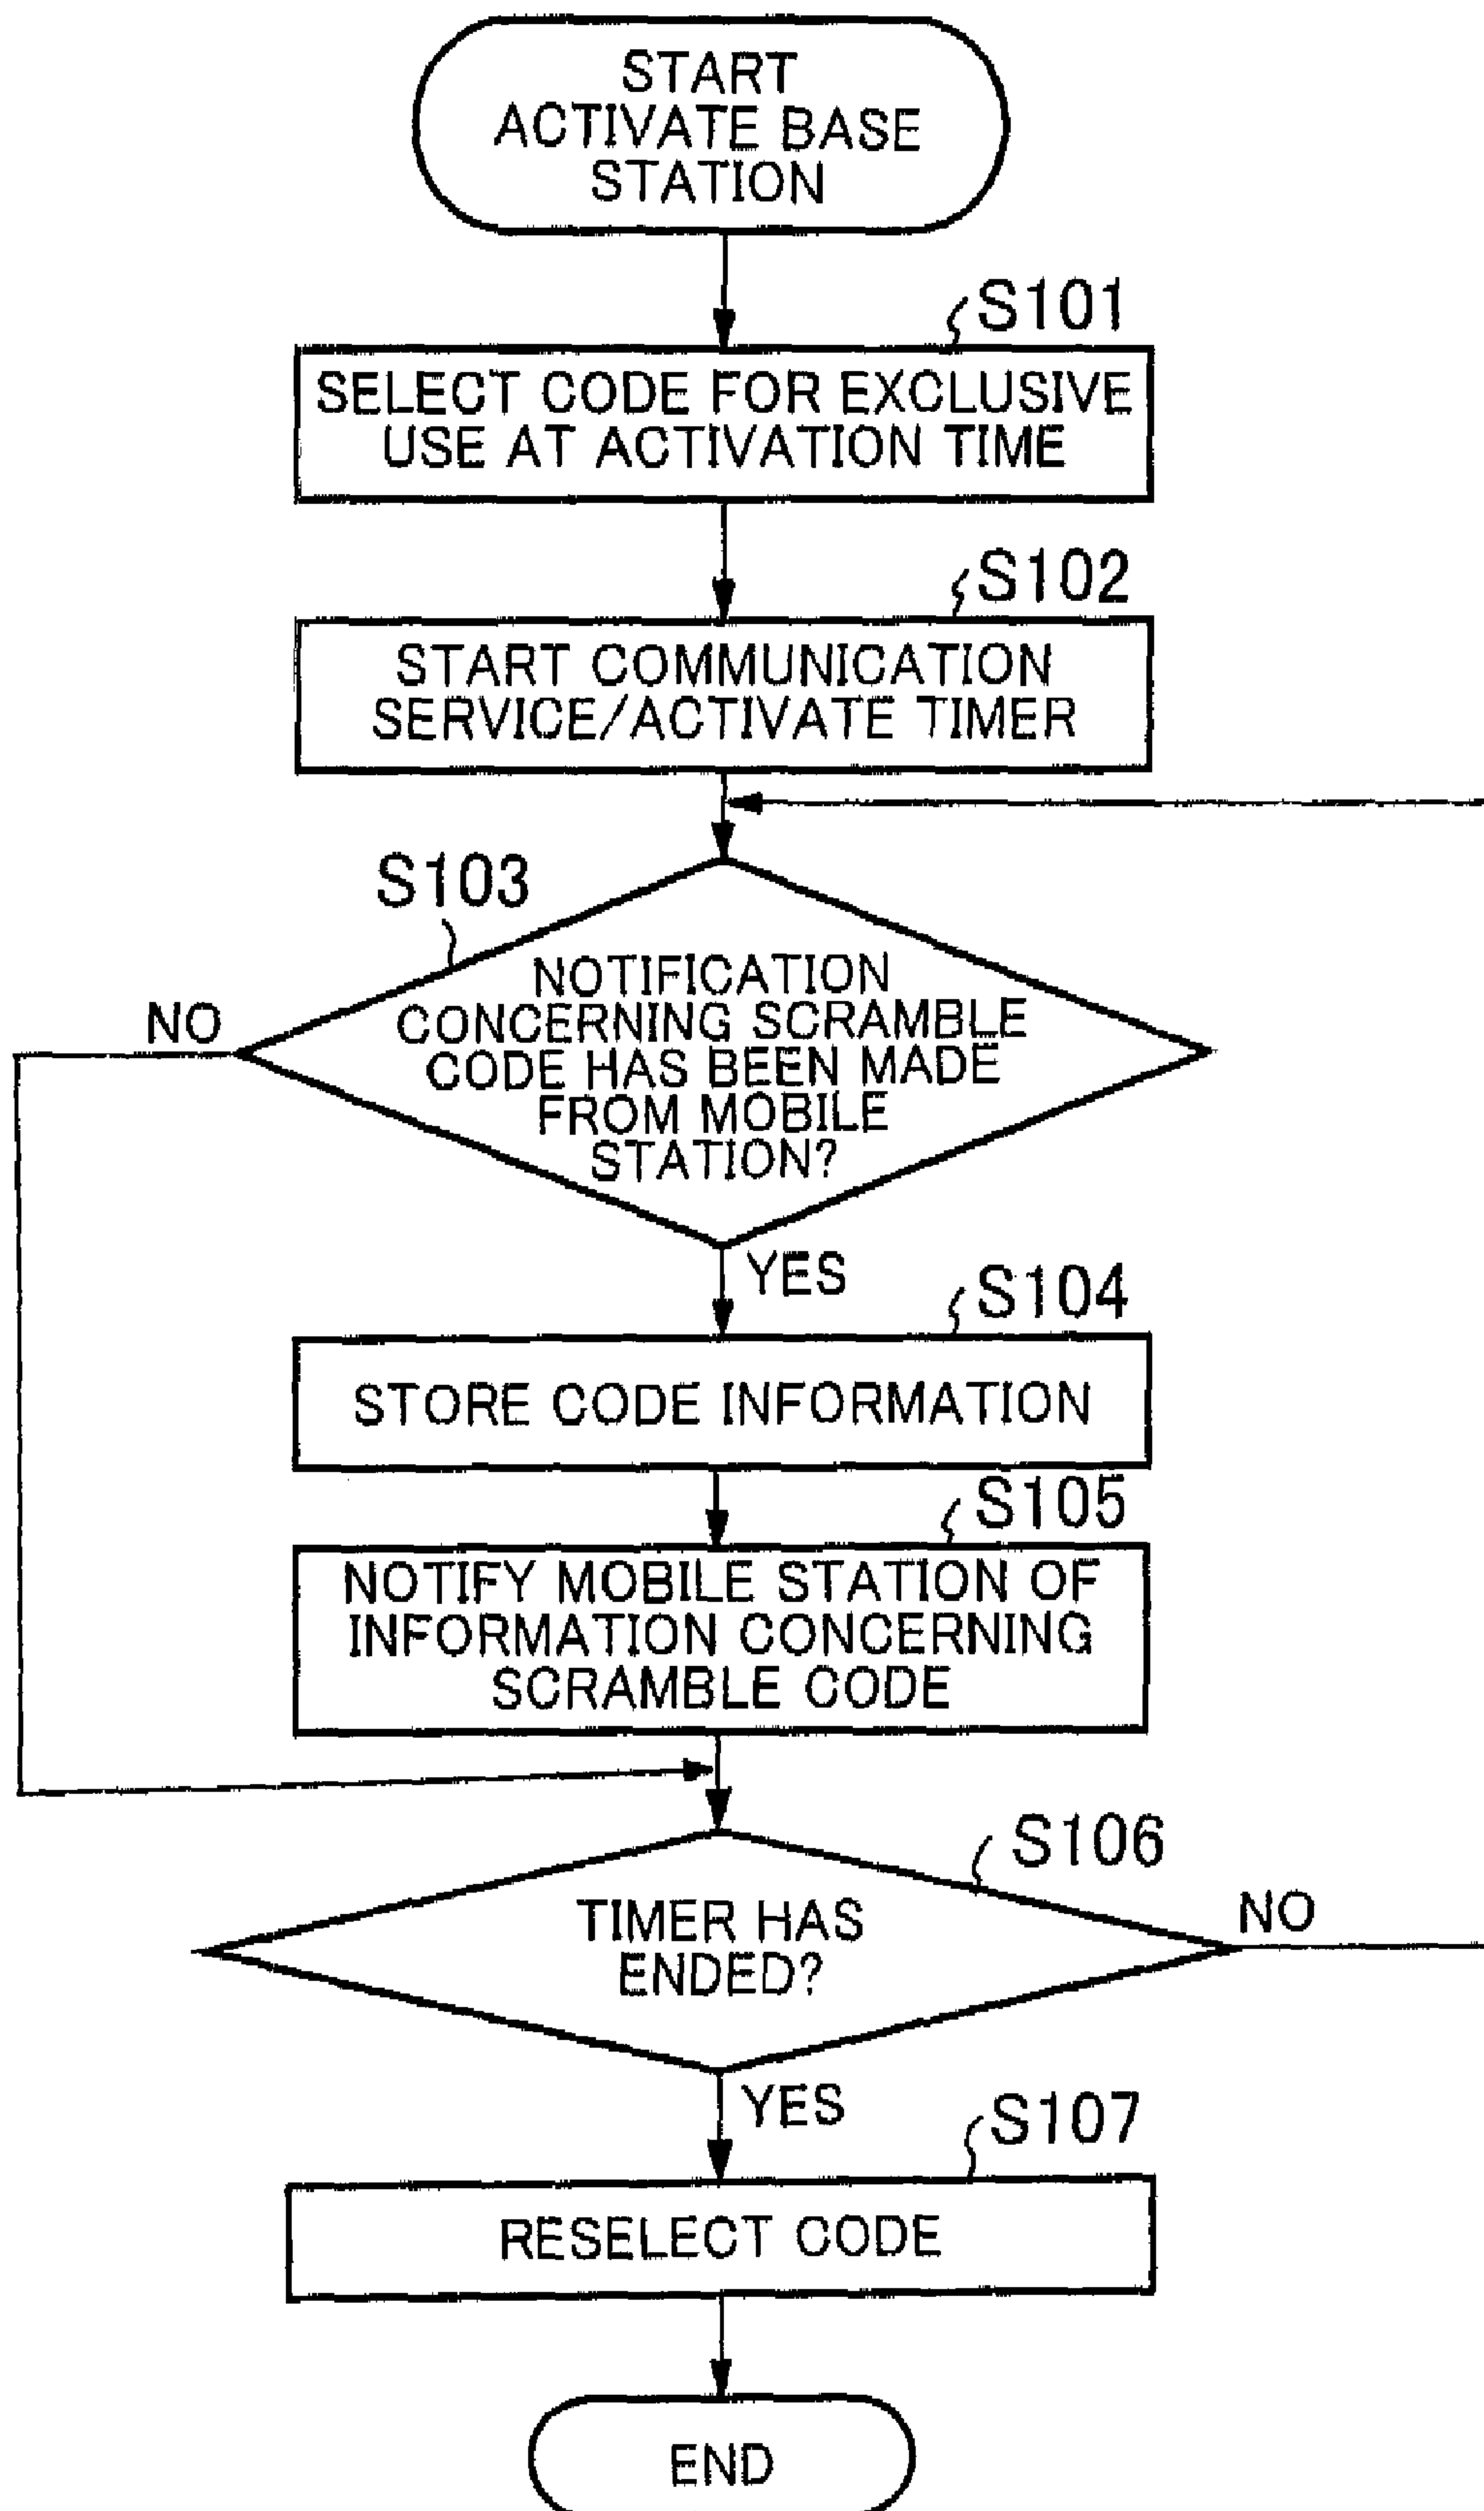 START
ACTIVATE BASE
STATION
S101
SELECT CODE FOR EXCLUSIVE
USE AT ACTIVATION TIME
S102
START COMMUNICATION
SERVICE/ACTIVATE TIMER
S103
NOTIFICATION
CONCERNING SCRAMBLE
CODE HAS BEEN MADE
FROM MOBILE
STATION?
NO
YES
S104
STORE CODE INFORMATION
S105
NOTIFY MOBILE STATION OF
INFORMATION CONCERNING
SCRAMBLE CODE
S106
TIMER HAS
ENDED?
NO
YES
S107
RESELECT CODE
END